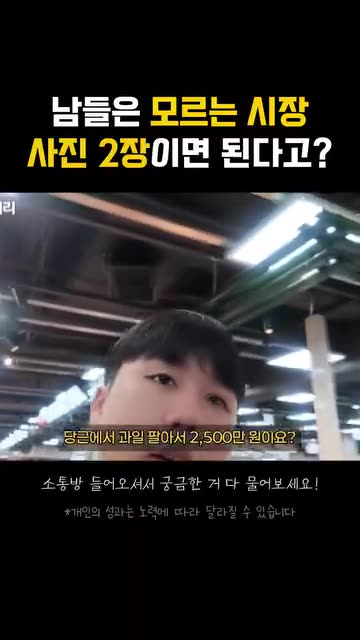 남들은 모르는 시장
사진 2장이면 된다고?
당근에서 과일 팔아서 2,500만 원이요?
소통방 들어오셔서 궁금한 거 다 물어보세요!
*개인의 성과는 노력에 따라 달라질 수 있습니다